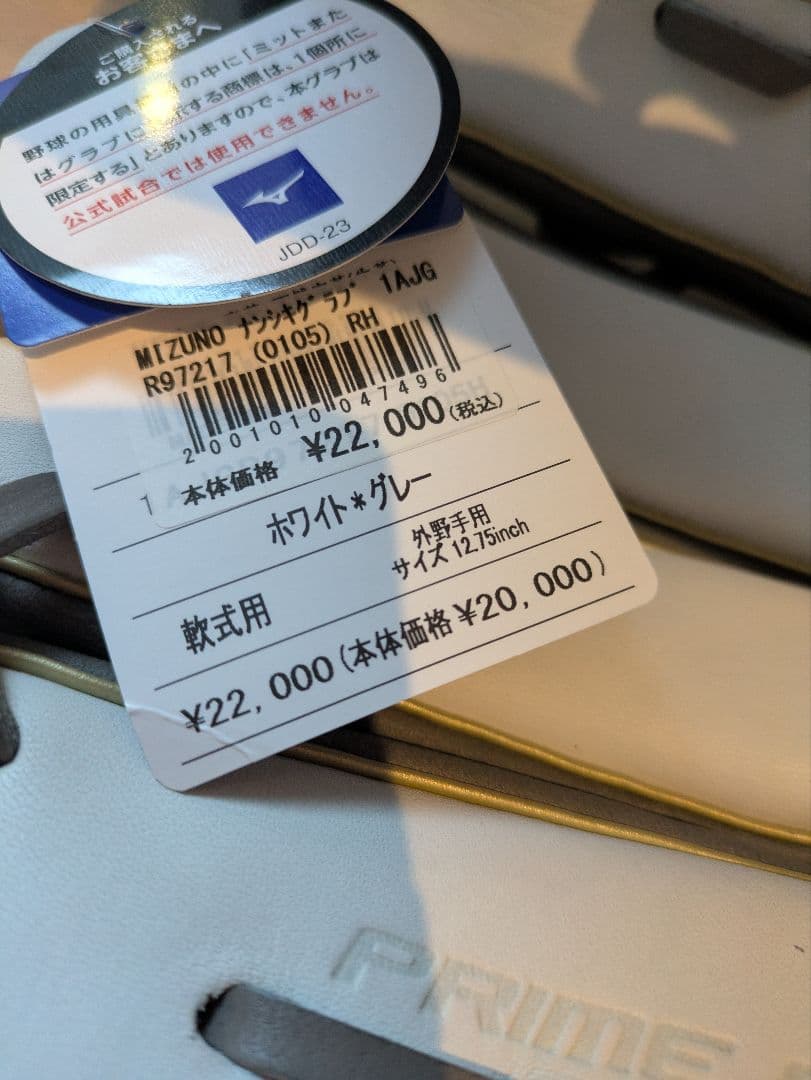 ご購入される
お客さまへ
野球の用具 の中に「ミットまた
はグラブに する商標は、1個所に
限定する」とありますので、本グラブは
公式試合では使用できません。
JDD-23
MIZUNO ナンシキグラブ 1AJG
R97217 (0105) RH
2001010047496
本体価格 ¥22,000(税込)
ホワイト*グレー
外野手用
サイズ 12.75inch
軟式用
¥22,000(本体価格¥20,000)
PRIME